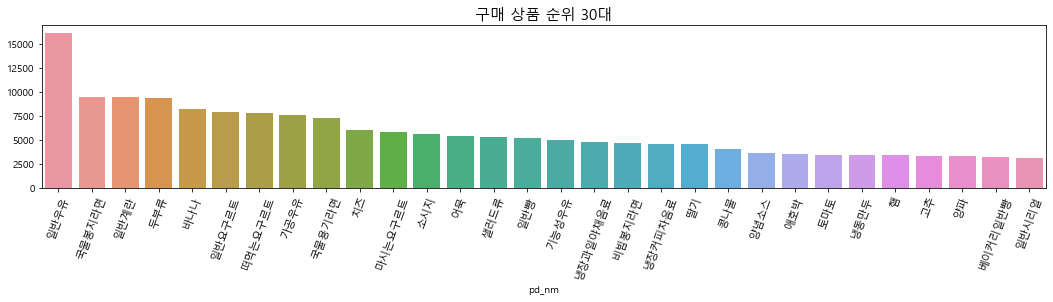 구매 상품 순위 30대
15000
12500
10000
7500
5000
2500
0
일반우유
국물봉지라면
일반계란
두부류
바나나
일반요구르트
떠먹는요구르트
가공우유
국물용기라면
치즈
마시는요구르트
소시지
어묵
샐러드류
일반빵
기능성우유
냉장과일야채음료
비빔봉지라면
냉장커피차음료
딸기
콩나물
양념소스
애호박
토마토
냉동만두
햄
고추
양파
베이커리일반빵
일반시리얼
pd_nm